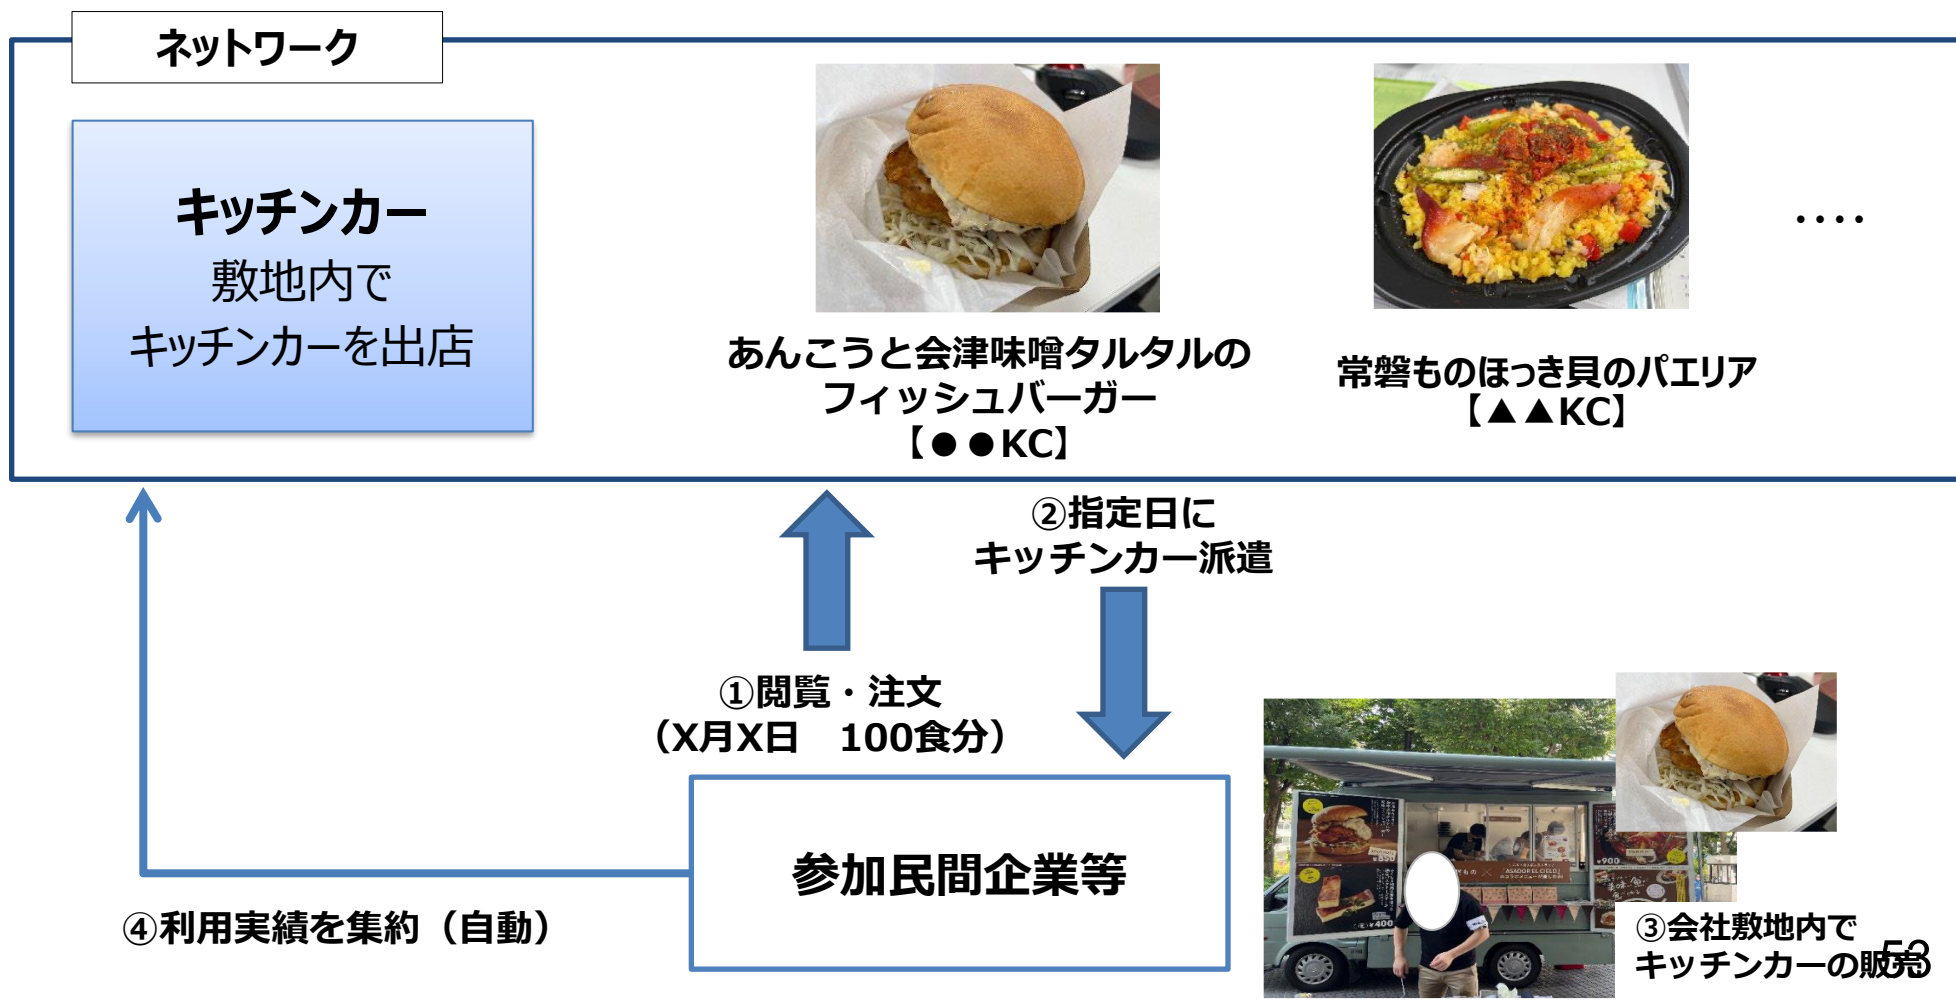 ネットワーク
キッチンカー
敷地内で
キッチンカーを出店
あんこうと会津味噌タルタルの
フィッシュバーガー
【●●KC】
常磐ものほっき貝のパエリア
【▲▲KC】
‥‥
②指定日に
キッチンカー派遣
①閲覧・注文
（X月X日　100食分）
参加民間企業等
④利用実績を集約（自動）
¥850
¥400
¥900
「ASADOR EL CIELO」
③会社敷地内で
キッチンカーの販売
53